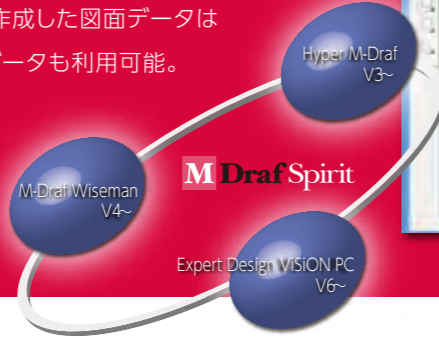 作成した図面データは
データも利用可能。
Hyper M-Draf
V3~
M Draf Spirit
M-Draf Wiseman
V4~
Expert Design ViSiON PC
V6~